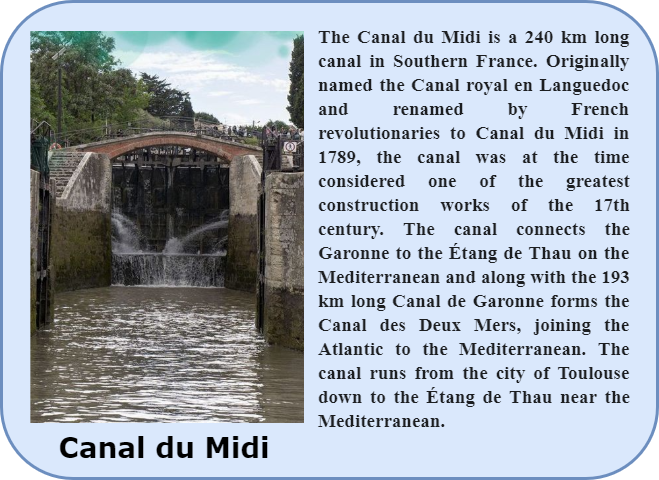 The Canal du Midi is a 240 km long
canal in Southern France. Originally
named the Canal royal en Languedoc
and renamed by French
revolutionaries to Canal du Midi in
1789, the canal was at the time
considered one of the greatest
construction works of the 17th
century. The canal connects the
Garonne to the Étang de Thau on the
Mediterranean and along with the 193
km long Canal de Garonne forms the
Canal des Deux Mers, joining the
Atlantic to the Mediterranean. The
canal runs from the city of Toulouse
down to the Étang de Thau near the
Mediterranean.
Canal du Midi